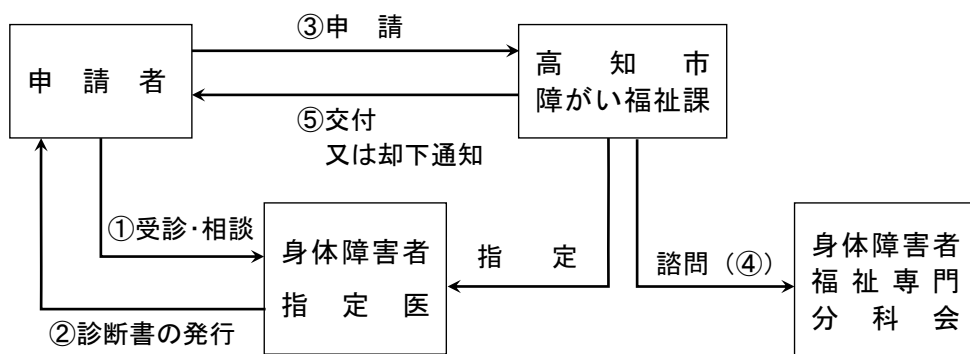 ③申　請
申　請　者
高　知　市
障がい福祉課
⑤交付
又は却下通知
①受診・相談
身体障害者
指　定　医
指　定
諮問（④）
身体障害者
福祉専門
分科会
②診断書の発行